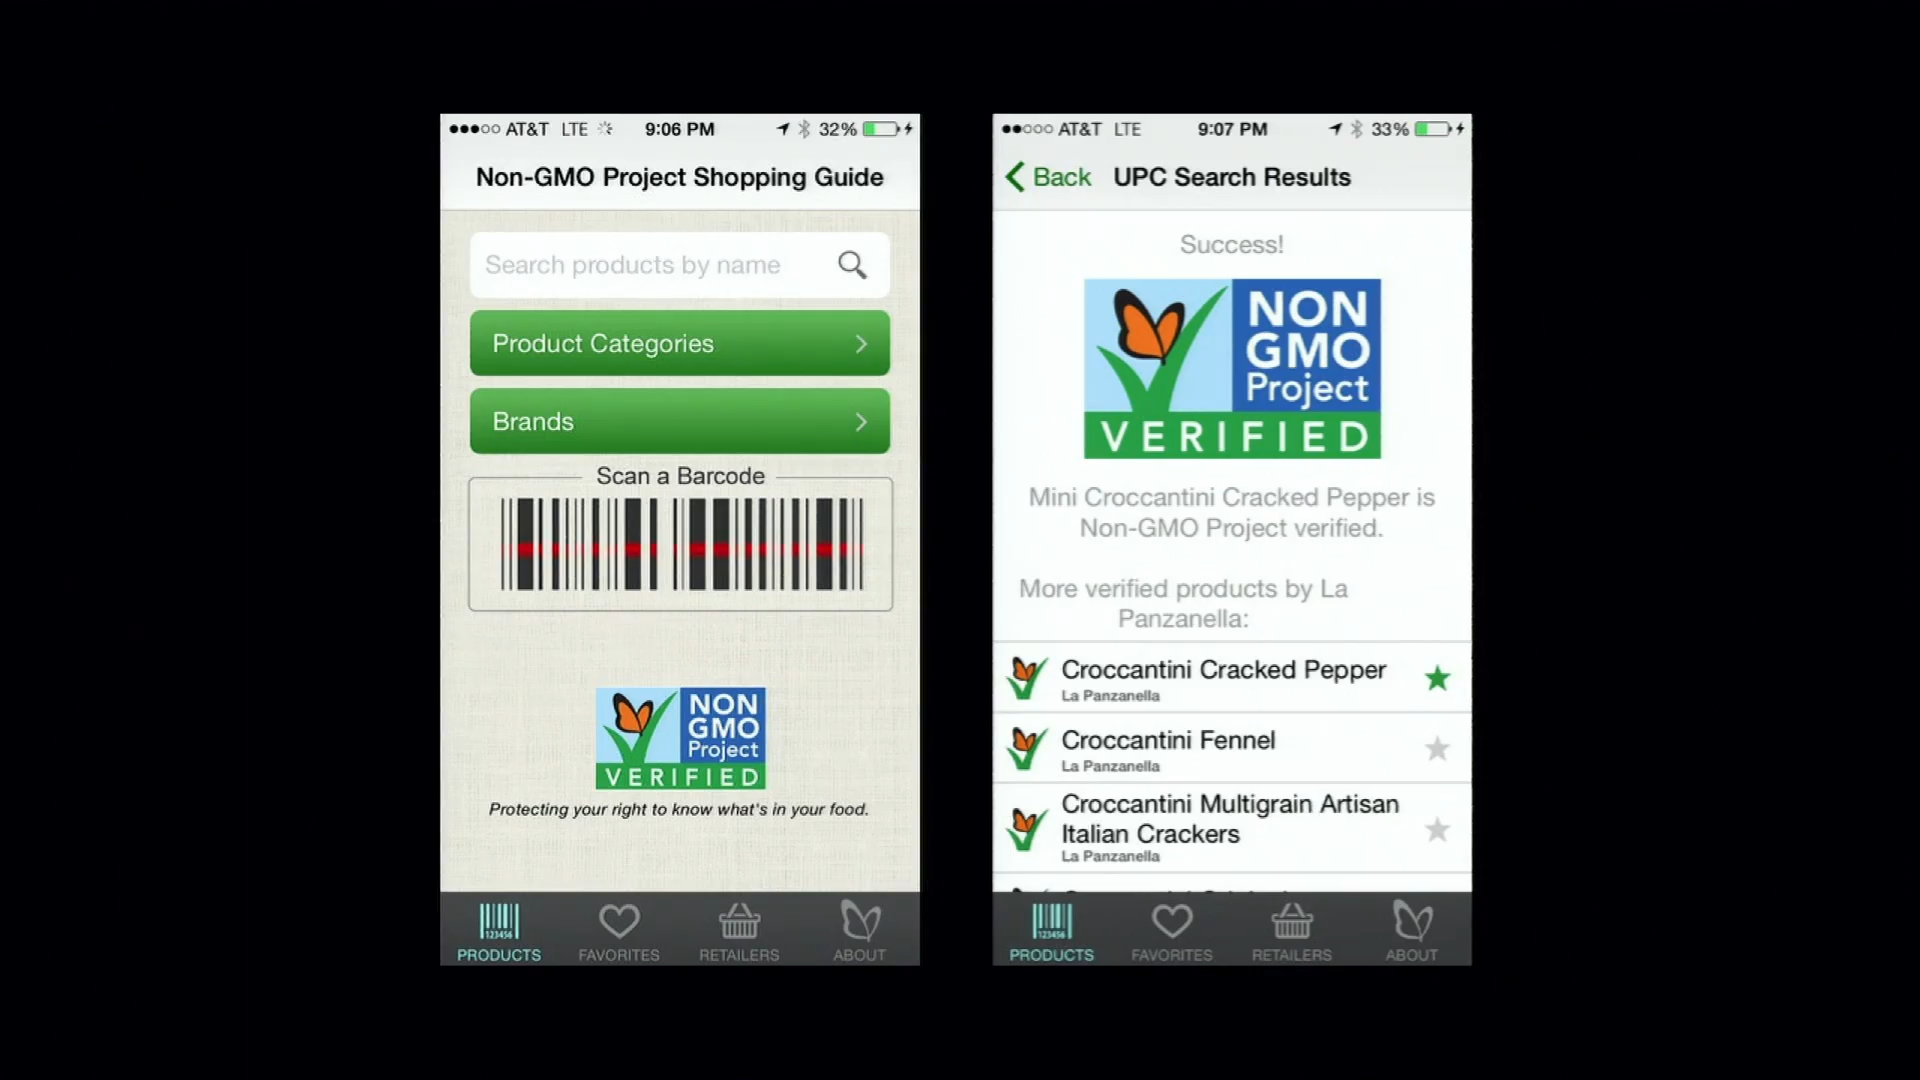 AT&T LTE 9:06 PM 32%
Non-GMO Project Shopping Guide
Search products by name
Product Categories
Brands
Scan a Barcode
NON
GMO
Project
VERIFIED
Protecting your right to know what's in your food.
123456
PRODUCTS FAVORITES RETAILERS ABOUT
AT&T LTE 9:07 PM 33%
Back UPC Search Results
Success!
NON
GMO
Project
VERIFIED
Mini Croccantini Cracked Pepper is
Non-GMO Project verified.
More verified products by La
Panzanella:
Croccantini Cracked Pepper
La Panzanella
Croccantini Fennel
La Panzanella
Croccantini Multigrain Artisan
Italian Crackers
La Panzanella
123456
PRODUCTS FAVORITES RETAILERS ABOUT